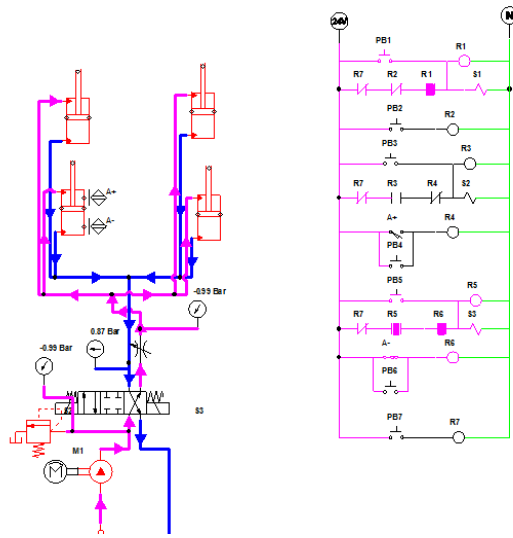 24V N
PB1 R1
R7 R2 R1 S1
PB2 R2
PB3 R3
R7 R3 R4 S2
A+ R4
PB4
PB5 R5
R7 R5 R6 S3
A- R6
PB6
PB7 R7
A+
A-
-0.99 Bar
0.87 Bar
-0.99 Bar
S3
M1
M